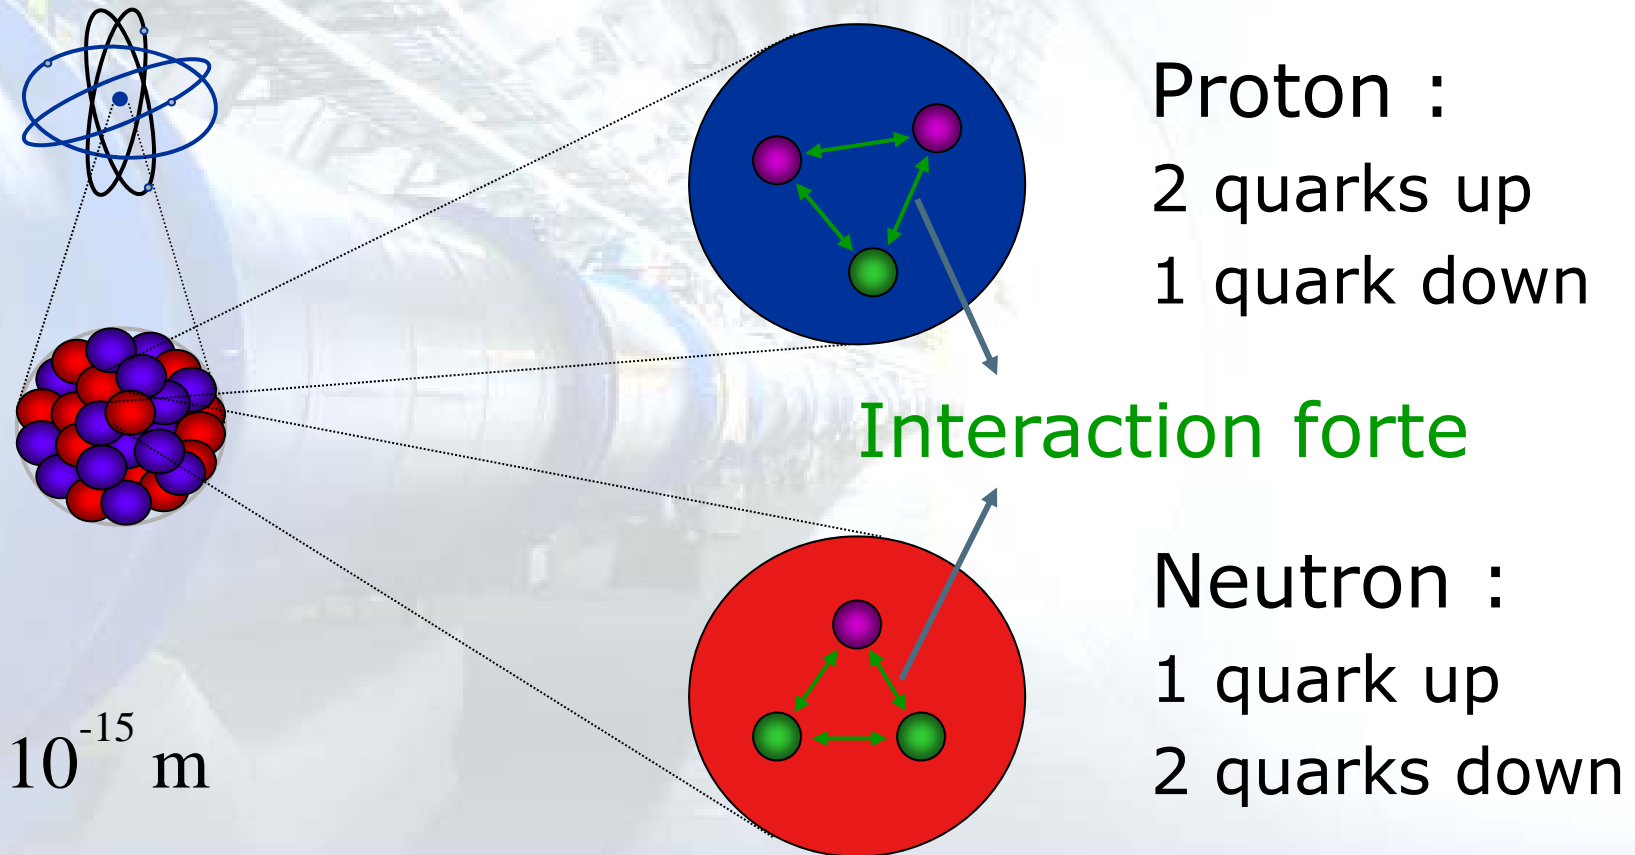 Proton :
2 quarks up
1 quark down
Interaction forte
Neutron :
1 quark up
2 quarks down
10⁻¹⁵ m